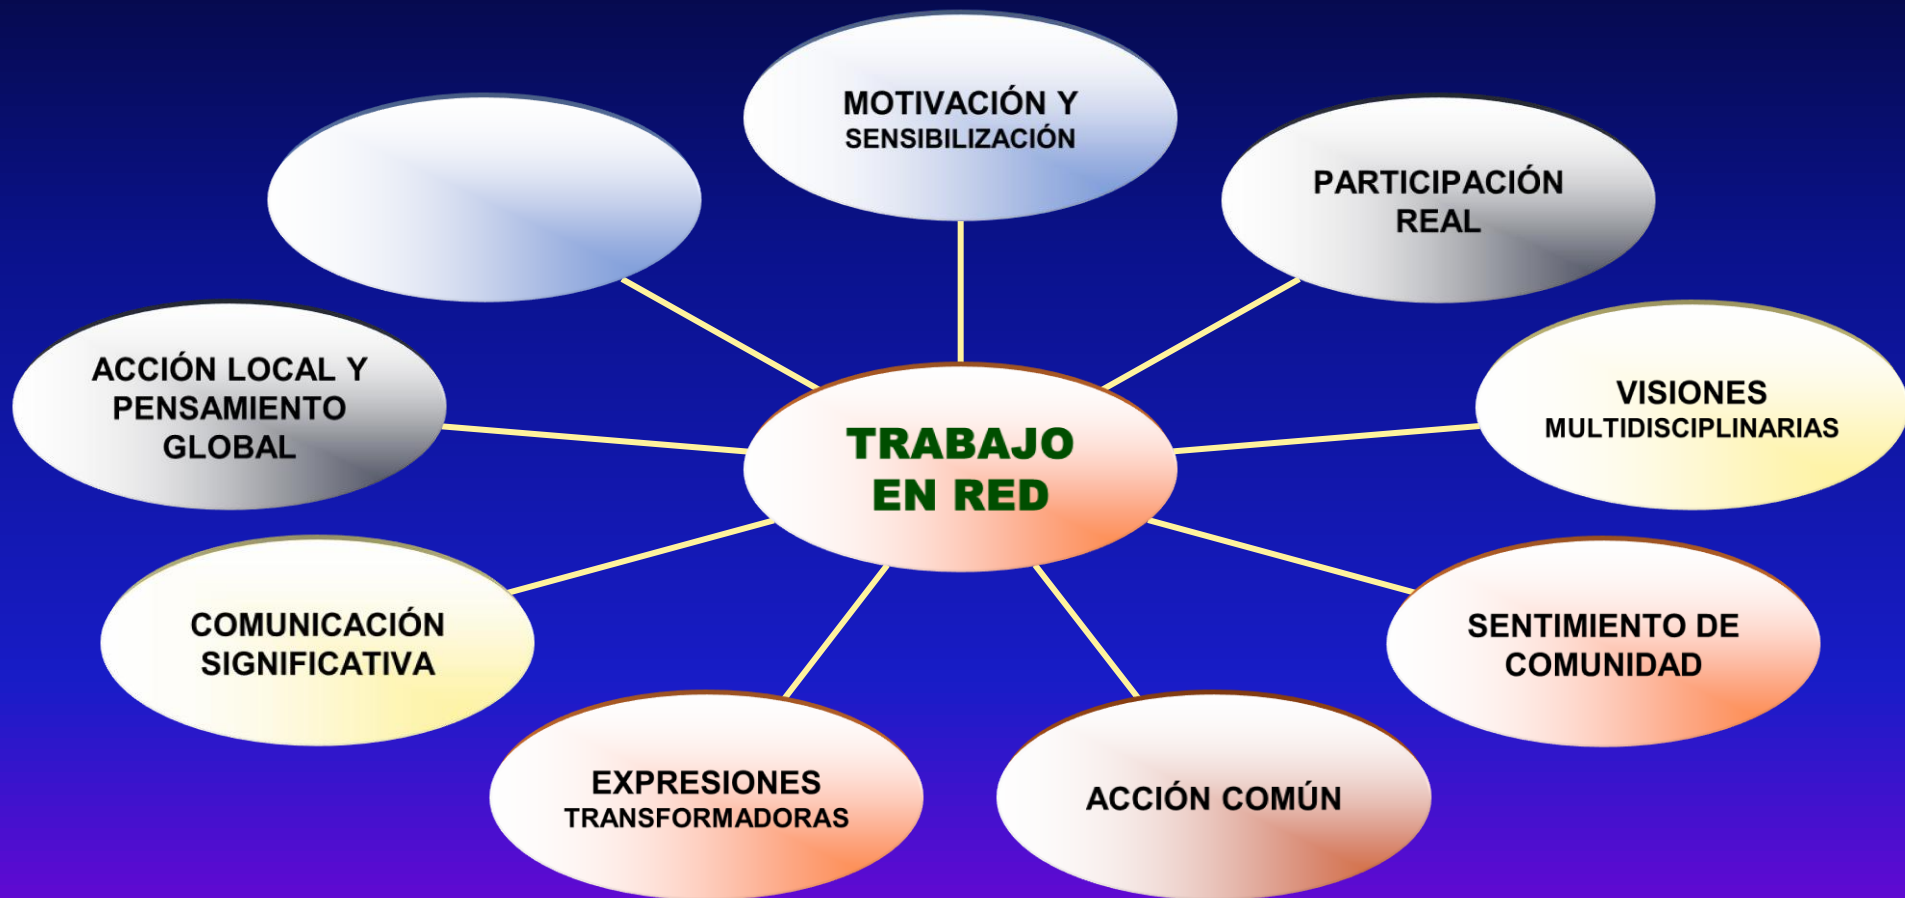 MOTIVACIÓN Y
SENSIBILIZACIÓN
PARTICIPACIÓN
REAL
VISIONES
MULTIDISCIPLINARIAS
SENTIMIENTO DE
COMUNIDAD
ACCIÓN COMÚN
EXPRESIONES
TRANSFORMADORAS
COMUNICACIÓN
SIGNIFICATIVA
ACCIÓN LOCAL Y
PENSAMIENTO
GLOBAL
TRABAJO
EN RED